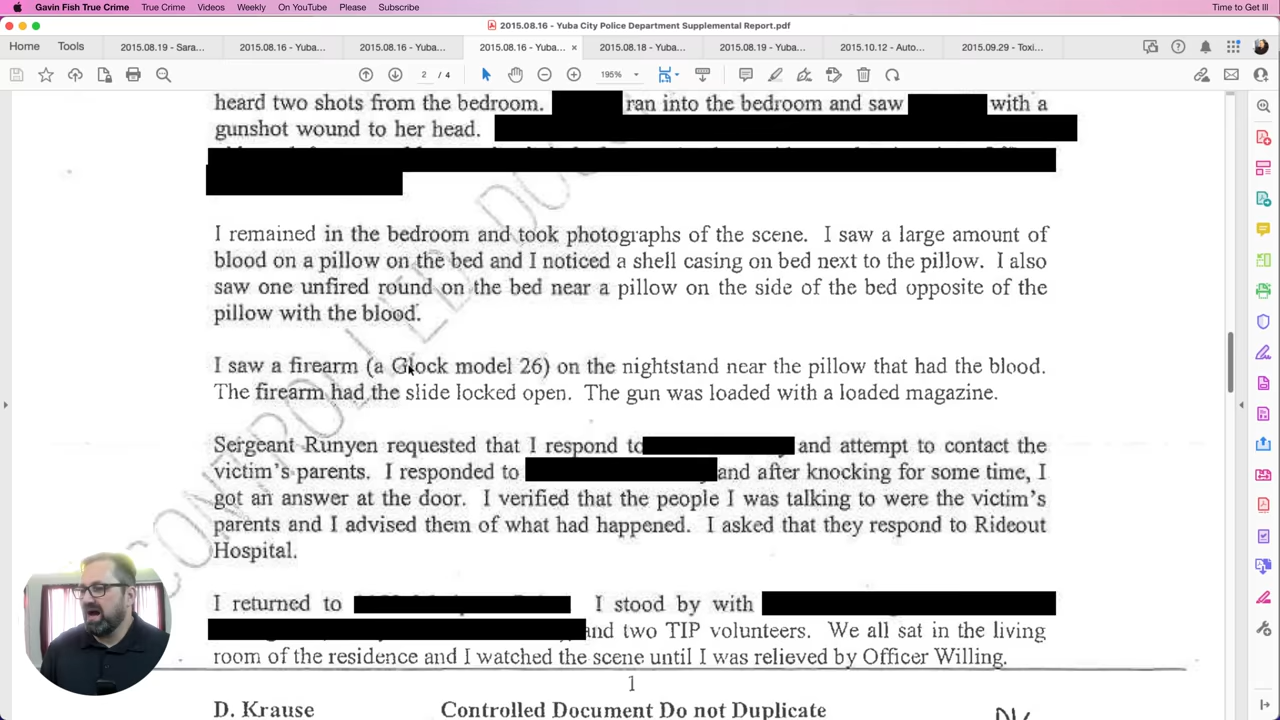 Gavin Fish True Crime True Crime Videos Weekly On YouTube Please Subscribe Time to Get Ill
2015.08.16 - Yuba City Police Department Supplemental Report.pdf
Home Tools 2015.08.19 - Sara... 2015.08.16 - Yuba... 2015.08.16 - Yuba... 2015.08.16 - Yuba... × 2015.08.18 - Yuba... 2015.08.19 - Yuba... 2015.10.12 - Auto... 2015.09.29 - Toxi...
2 / 4 195%
heard two shots from the bedroom. ran into the bedroom and saw with a
gunshot wound to her head.
I remained in the bedroom and took photographs of the scene. I saw a large amount of
blood on a pillow on the bed and I noticed a shell casing on bed next to the pillow. I also
saw one unfired round on the bed near a pillow on the side of the bed opposite of the
pillow with the blood.
I saw a firearm (a Glock model 26) on the nightstand near the pillow that had the blood.
The firearm had the slide locked open. The gun was loaded with a loaded magazine.
Sergeant Runyen requested that I respond to and attempt to contact the
victim's parents. I responded to and after knocking for some time, I
got an answer at the door. I verified that the people I was talking to were the victim's
parents and I advised them of what had happened. I asked that they respond to Rideout
Hospital.
I returned to I stood by with
and two TIP volunteers. We all sat in the living
room of the residence and I watched the scene until I was relieved by Officer Willing.
1
D. Krause Controlled Document Do not Duplicate